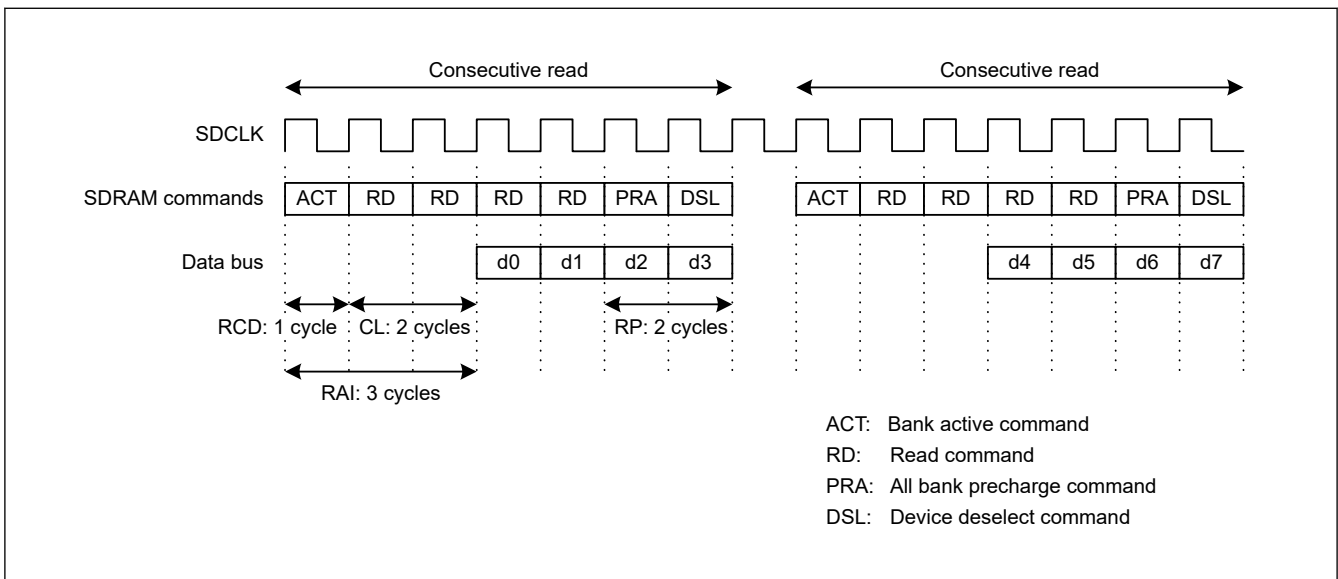 Consecutive read Consecutive read
SDCLK
SDRAM commands ACT RD RD RD RD PRA DSL ACT RD RD RD RD PRA DSL
Data bus d0 d1 d2 d3 d4 d5 d6 d7
RCD: 1 cycle CL: 2 cycles RP: 2 cycles
RAI: 3 cycles
ACT: Bank active command
RD: Read command
PRA: All bank precharge command
DSL: Device deselect command